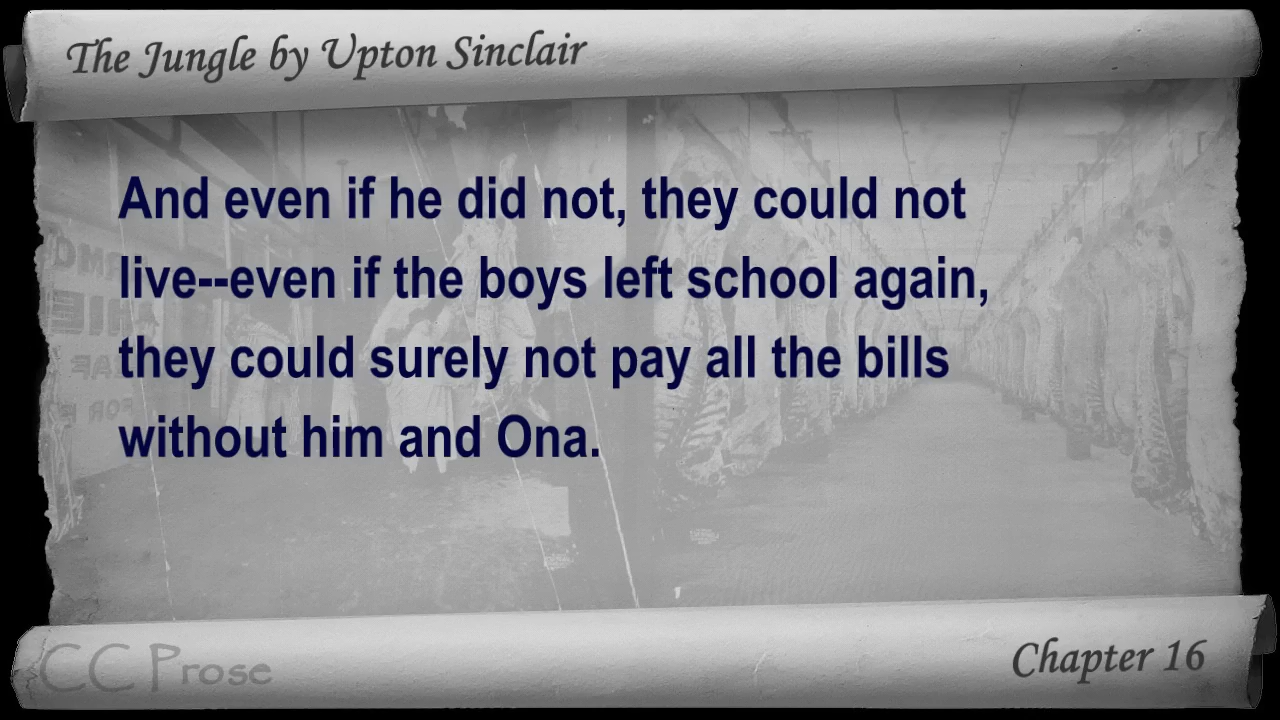 The Jungle by Upton Sinclair
And even if he did not, they could not
live--even if the boys left school again,
they could surely not pay all the bills
without him and Ona.
CC Prose
Chapter 16